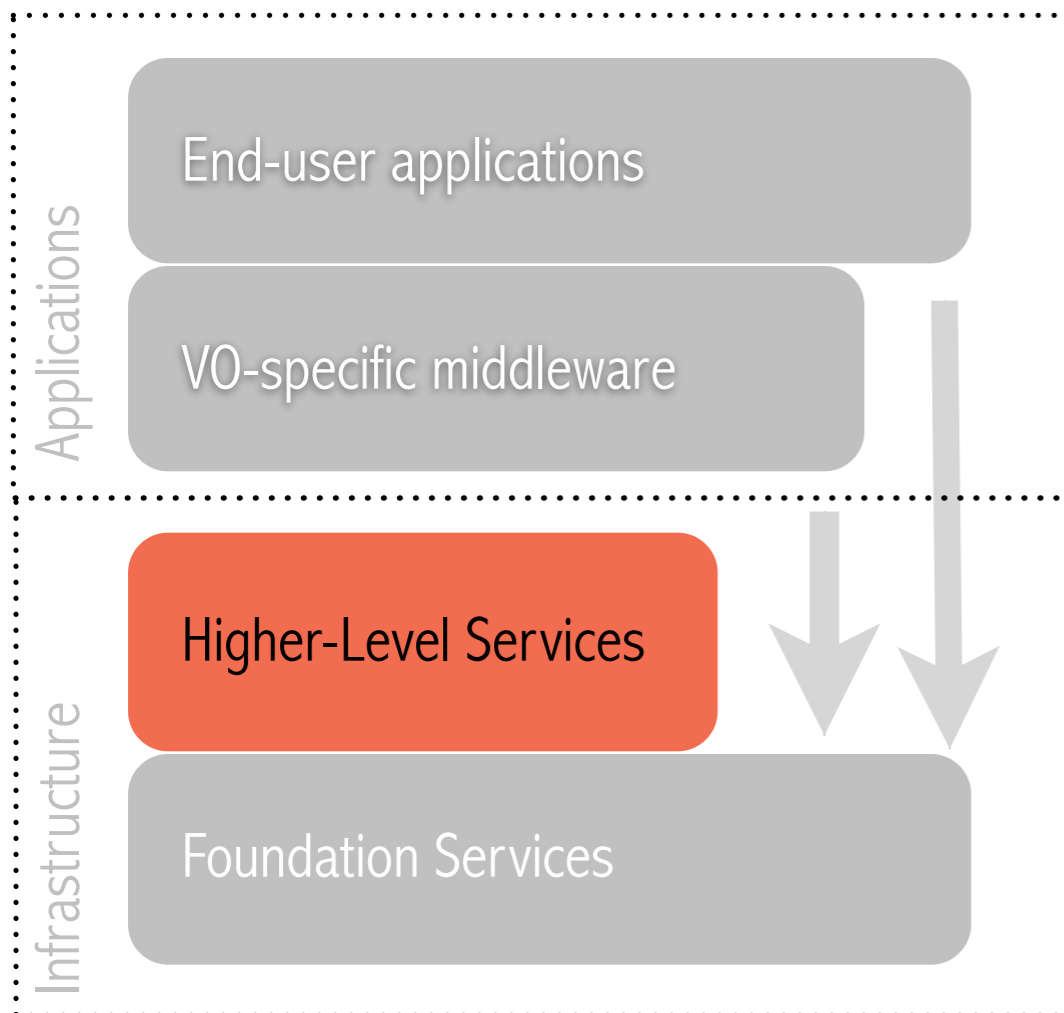 Applications
End-user applications
VO-specific middleware
Infrastructure
Higher-Level Services
Foundation Services